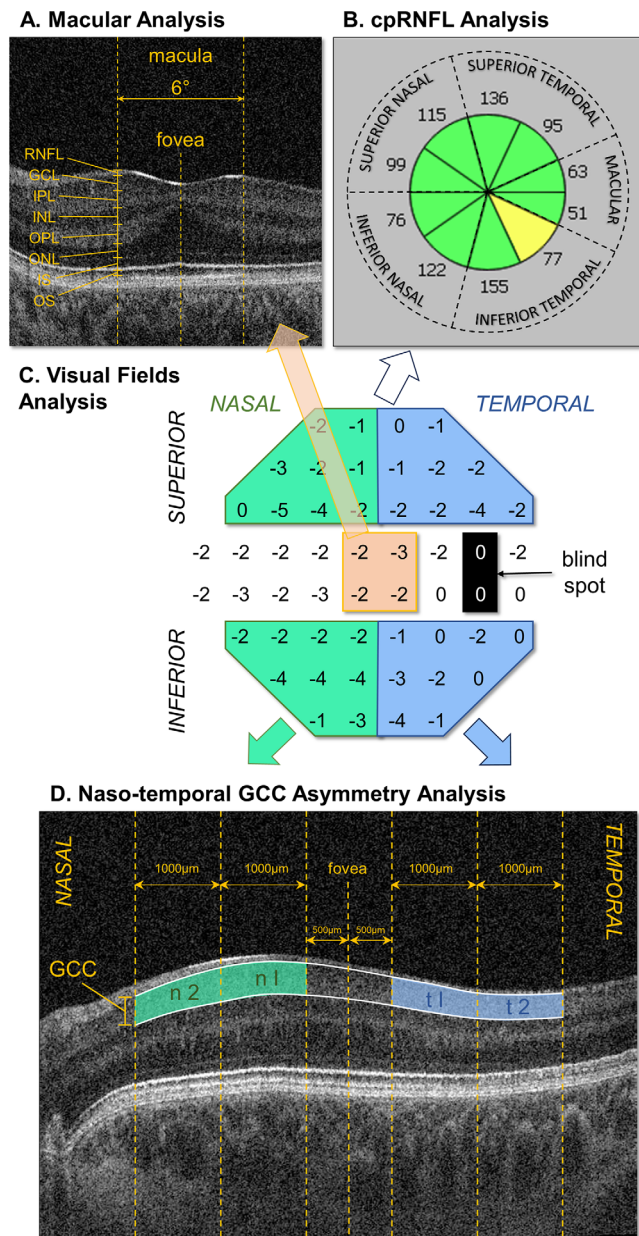 A. Macular Analysis
macula
6°
fovea
RNFL
GCL
IPL
INL
OPL
ONL
IS
OS
B. cpRNFL Analysis
SUPERIOR NASAL
SUPERIOR TEMPORAL
MACULAR
INFERIOR TEMPORAL
INFERIOR NASAL
115 136 95
99 63
76 51
122 155 77
C. Visual Fields
Analysis
NASAL TEMPORAL
SUPERIOR
-2 -1 0 -1
-3 -2 -1 -1 -2 -2
0 -5 -4 -2 -2 -2 -4 -2
-2 -2 -2 -2 -2 -3 -2 0 -2
-2 -3 -2 -3 -2 -2 0 0 0
blind
spot
INFERIOR
-2 -2 -2 -2 -1 0 -2 0
-4 -4 -4 -3 -2 0
-1 -3 -4 -1
D. Naso-temporal GCC Asymmetry Analysis
NASAL
TEMPORAL
1000µm 1000µm fovea 1000µm 1000µm
500µm 500µm
GCC
n 2 n 1 t 1 t 2